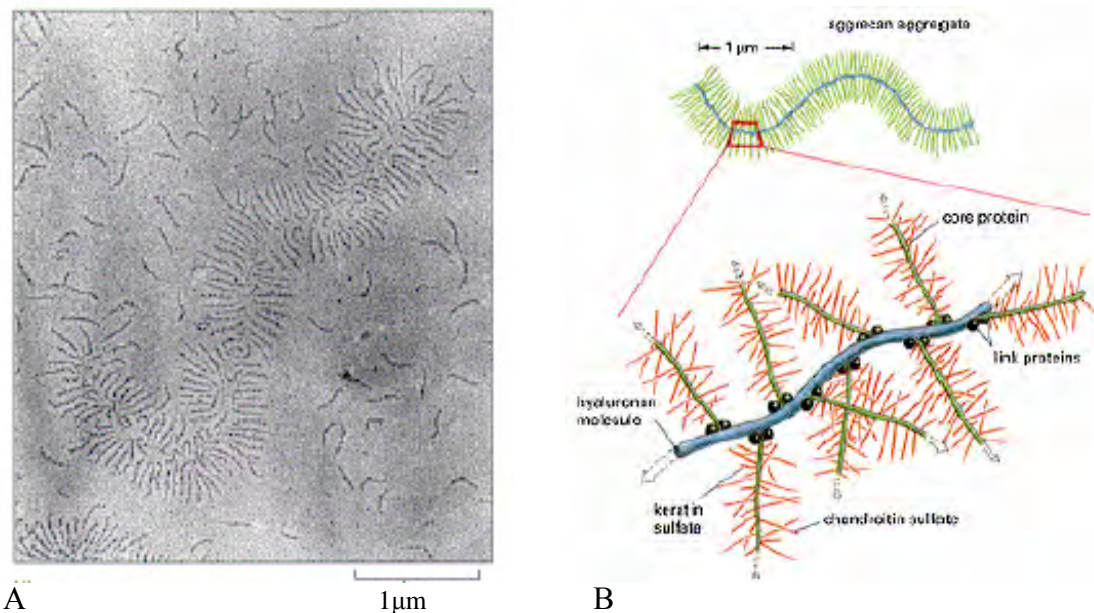 aggrecan aggregate
1 µm
core protein
link proteins
hyaluronan
molecule
keratin
sulfate
chondroitin sulfate
1µm
A
B